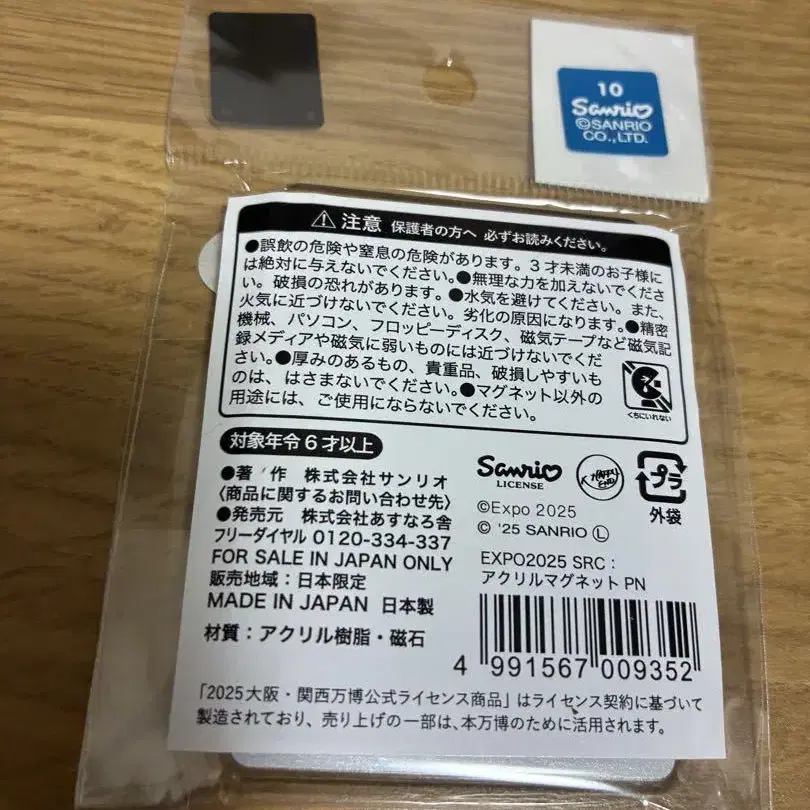 10
Sanrio
©SANRIO
CO.,LTD.
注意 保護者の方へ 必ずお読みください。
●誤飲の危険や窒息の危険があります。3才未満のお子様に
は絶対に与えないでください。●無理な力を加えないでくださ
い。破損の恐れがあります。●水気を避けてください。また、
火気に近づけないでください。劣化の原因になります。●精密
機械、パソコン、フロッピーディスク、磁気テープなど磁気記
録メディアや磁気に弱いものには近づけないでくだ
さい。●厚みのあるもの、貴重品、破損しやすいも
のは、はさまないでください。●マグネット以外の
用途には、ご使用にならないでください。
くちにいれない
対象年令6才以上
●著 作 株式会社サンリオ
〈商品に関するお問い合わせ先〉
●発売元 株式会社あすなろ舎
フリーダイヤル 0120-334-337
FOR SALE IN JAPAN ONLY
販売地域：日本限定
MADE IN JAPAN 日本製
材質：アクリル樹脂・磁石
Sanrio
LICENSE
HAPPY
END
プラ
外袋
©Expo 2025
© '25 SANRIO Ⓛ
EXPO2025 SRC：
アクリルマグネット PN
4 991567 009352
「2025大阪・関西万博公式ライセンス商品」はライセンス契約に基づいて
製造されており、売り上げの一部は、本万博のために活用されます。